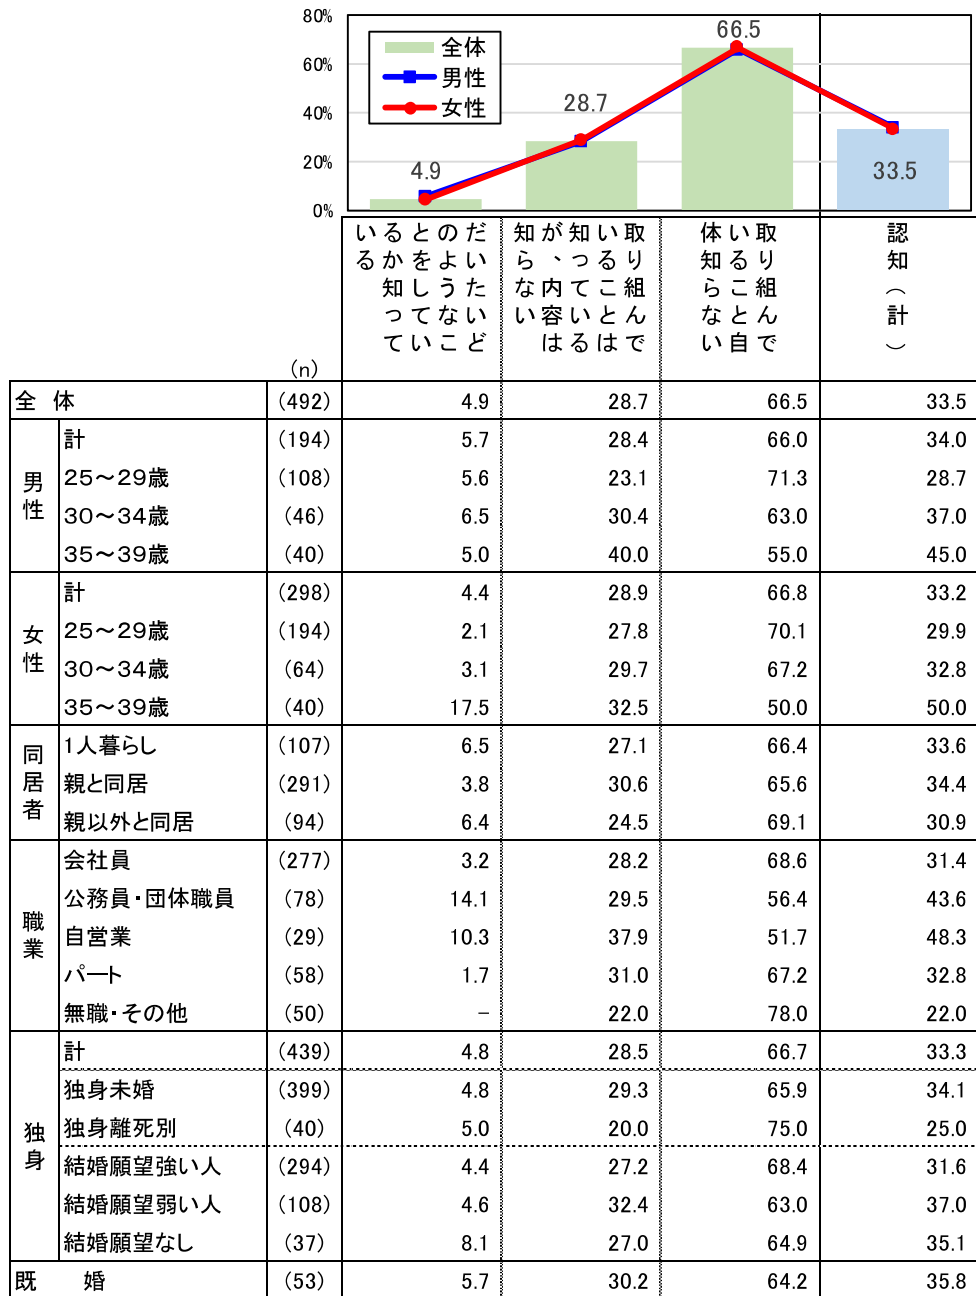 80%
60%
40%
20%
0%
全体
男性
女性
4.9
28.7
66.5
33.5
だいたいど
のようなこ
とをしてい
るか知って
いる
取り組んで
いることは
知っている
が、内容は
知らない
取り組んで
いること自
体知らない
認知（計）
(n)
全 体 (492) 4.9 28.7 66.5 33.5
男性
計 (194) 5.7 28.4 66.0 34.0
25～29歳 (108) 5.6 23.1 71.3 28.7
30～34歳 (46) 6.5 30.4 63.0 37.0
35～39歳 (40) 5.0 40.0 55.0 45.0
女性
計 (298) 4.4 28.9 66.8 33.2
25～29歳 (194) 2.1 27.8 70.1 29.9
30～34歳 (64) 3.1 29.7 67.2 32.8
35～39歳 (40) 17.5 32.5 50.0 50.0
同居者
1人暮らし (107) 6.5 27.1 66.4 33.6
親と同居 (291) 3.8 30.6 65.6 34.4
親以外と同居 (94) 6.4 24.5 69.1 30.9
職業
会社員 (277) 3.2 28.2 68.6 31.4
公務員・団体職員 (78) 14.1 29.5 56.4 43.6
自営業 (29) 10.3 37.9 51.7 48.3
パート (58) 1.7 31.0 67.2 32.8
無職・その他 (50) － 22.0 78.0 22.0
独身
計 (439) 4.8 28.5 66.7 33.3
独身未婚 (399) 4.8 29.3 65.9 34.1
独身離死別 (40) 5.0 20.0 75.0 25.0
結婚願望強い人 (294) 4.4 27.2 68.4 31.6
結婚願望弱い人 (108) 4.6 32.4 63.0 37.0
結婚願望なし (37) 8.1 27.0 64.9 35.1
既 婚 (53) 5.7 30.2 64.2 35.8